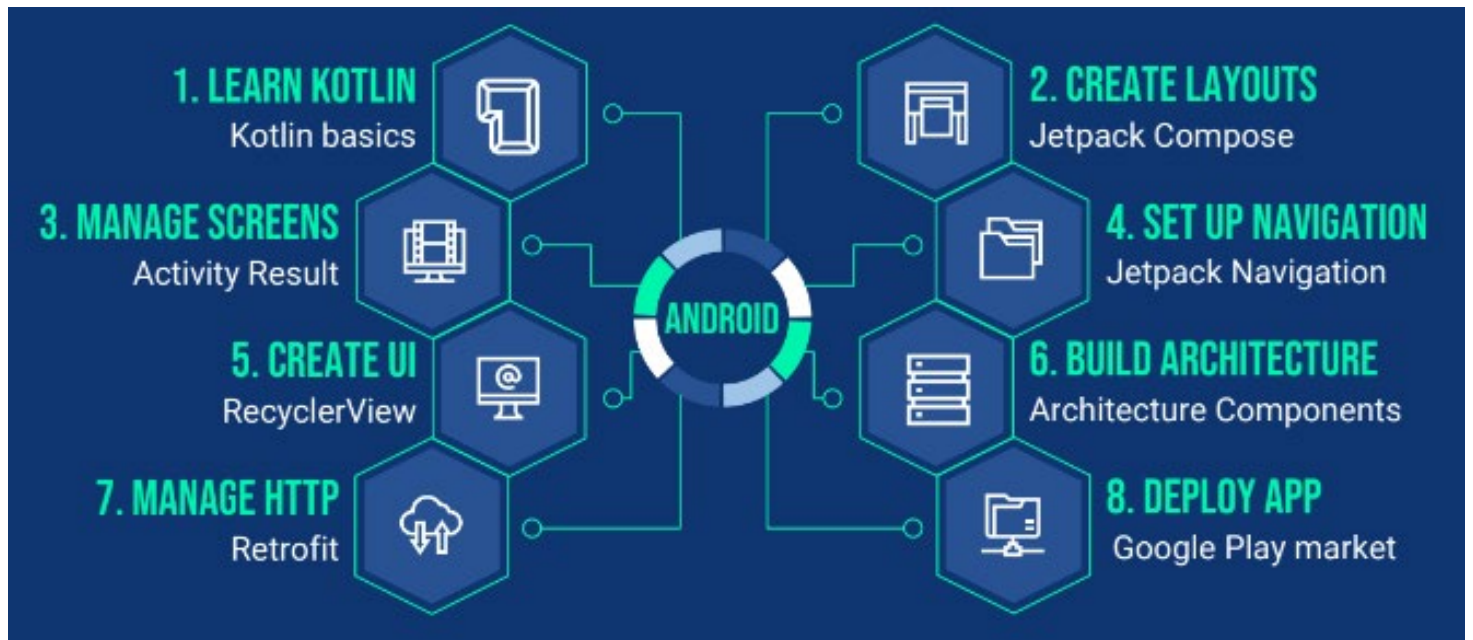 1. LEARN KOTLIN
Kotlin basics
2. CREATE LAYOUTS
Jetpack Compose
3. MANAGE SCREENS
Activity Result
4. SET UP NAVIGATION
Jetpack Navigation
ANDROID
5. CREATE UI
RecyclerView
@
6. BUILD ARCHITECTURE
Architecture Components
7. MANAGE HTTP
Retrofit
8. DEPLOY APP
Google Play market